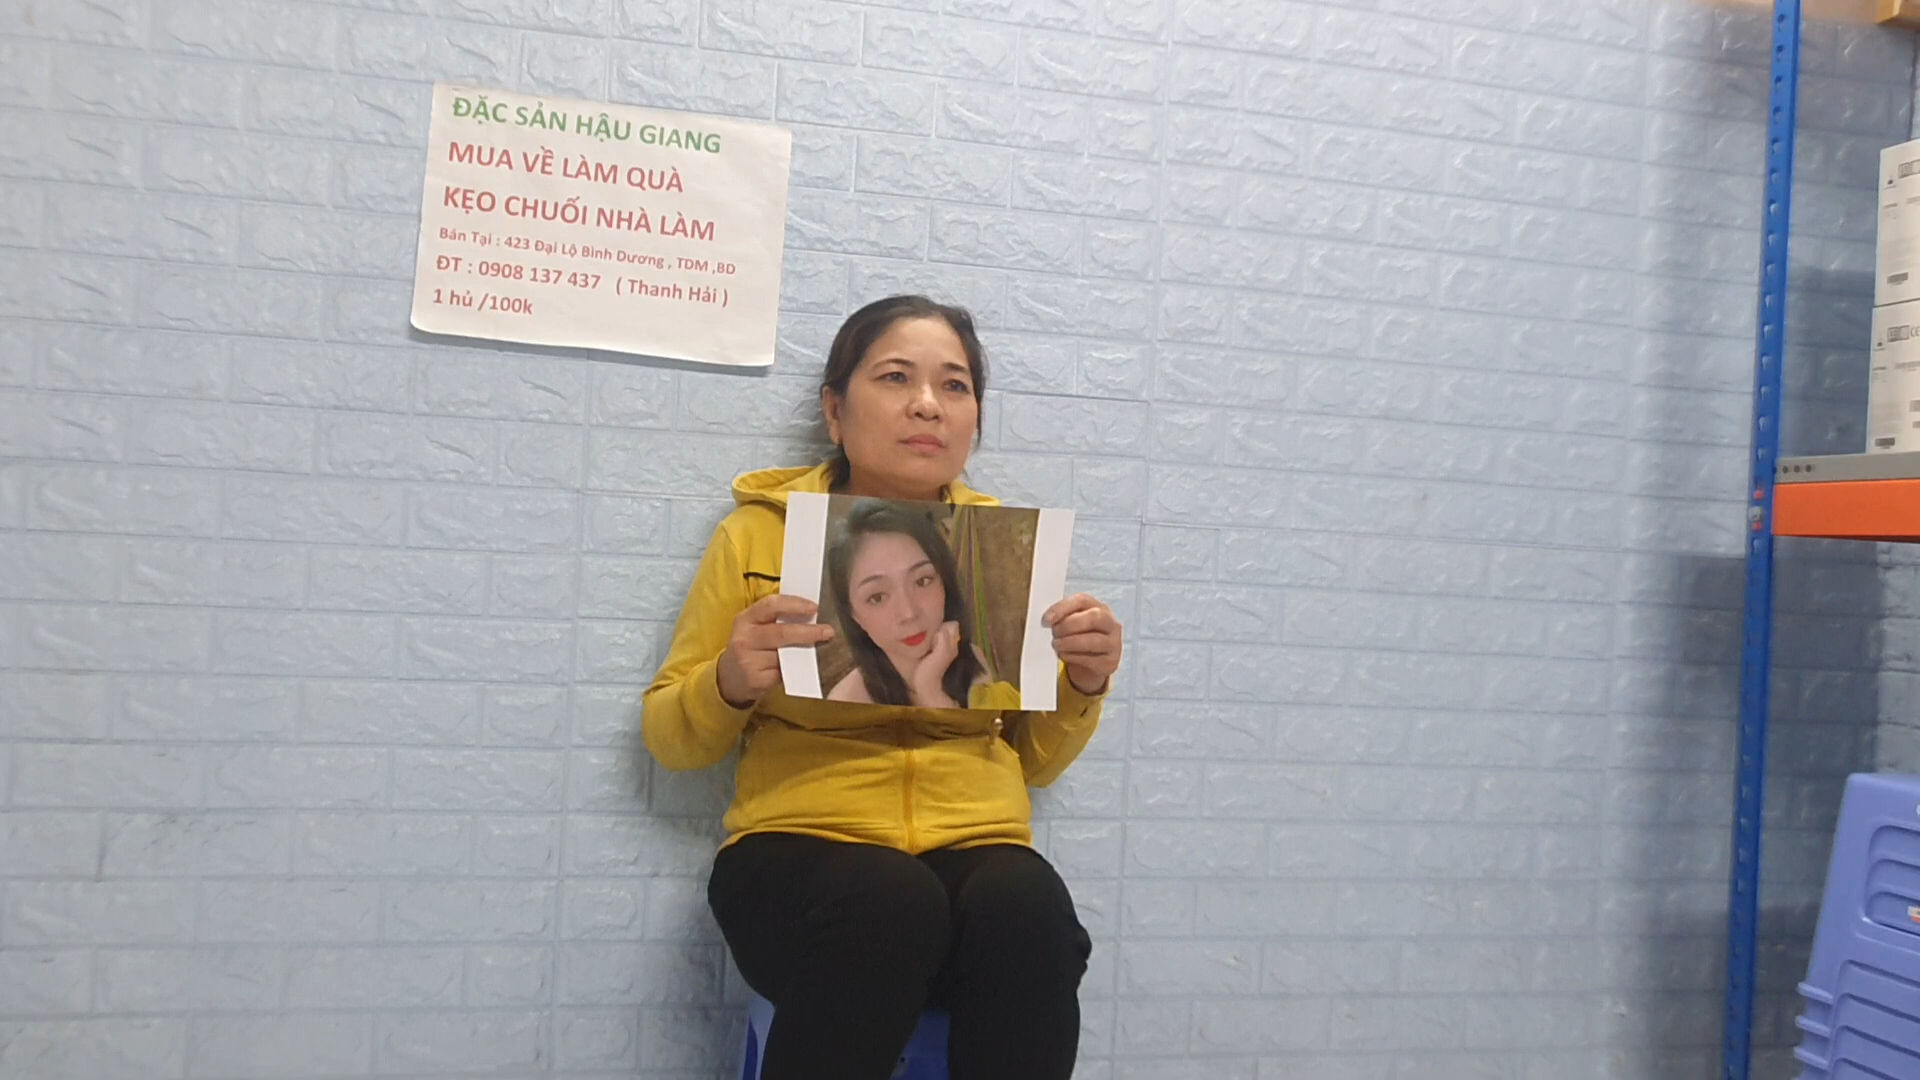 ĐẶC SẢN HẬU GIANG
MUA VỀ LÀM QUÀ
KẸO CHUỐI NHÀ LÀM
Bán Tại : 423 Đại Lộ Bình Dương , TDM ,BD
ĐT : 0908 137 437 ( Thanh Hải )
1 hủ /100k